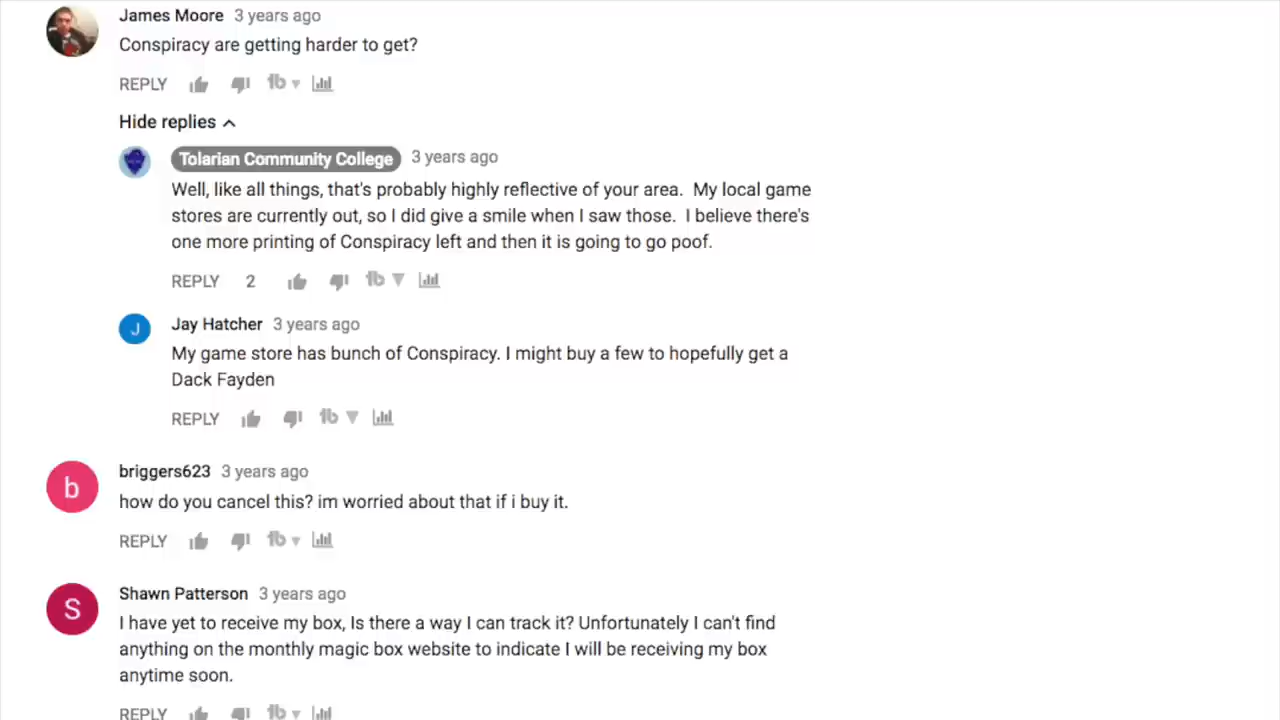 James Moore 3 years ago
Conspiracy are getting harder to get?
REPLY
Hide replies
Tolarian Community College 3 years ago
Well, like all things, that's probably highly reflective of your area.  My local game
stores are currently out, so I did give a smile when I saw those.  I believe there's
one more printing of Conspiracy left and then it is going to go poof.
REPLY 2
J
Jay Hatcher 3 years ago
My game store has bunch of Conspiracy. I might buy a few to hopefully get a
Dack Fayden
REPLY
b
briggers623 3 years ago
how do you cancel this? im worried about that if i buy it.
REPLY
S
Shawn Patterson 3 years ago
I have yet to receive my box, Is there a way I can track it? Unfortunately I can't find
anything on the monthly magic box website to indicate I will be receiving my box
anytime soon.
REPLY